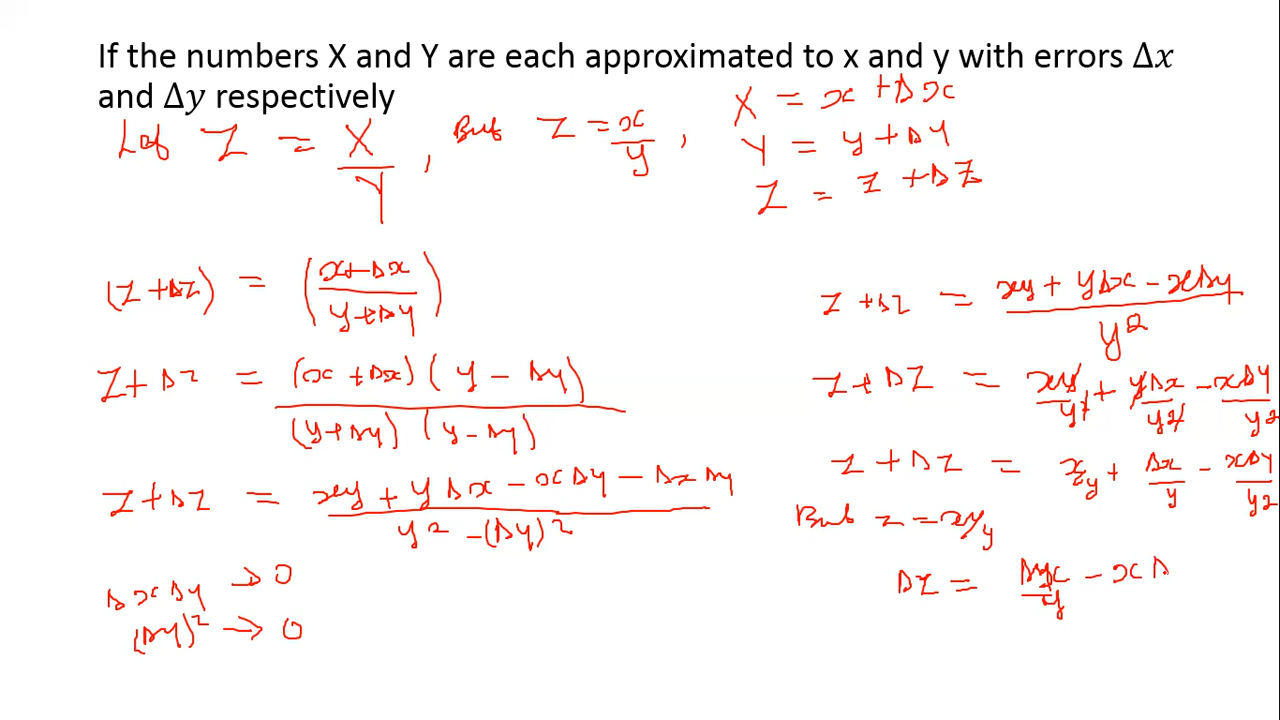 If the numbers X and Y are each approximated to x and y with errors Δx
and Δy respectively
Let Z = X/Y, But z = x/y, X = x + Δx
Y = y + Δy
Z = z + Δz
(z + Δz) = ((x + Δx)/(y + Δy))
z + Δz = (x + Δx)(y - Δy)/(y + Δy)(y - Δy)
z + Δz = xy + yΔx - xΔy - ΔxΔy/y² - (Δy)²
ΔxΔy → 0
(Δy)² → 0
z + Δz = xy + yΔx - xΔy/y²
z + Δz = xy/y² + yΔx/y² - xΔy/y²
z + Δz = x/y + Δx/y - xΔy/y²
But z = x/y
Δz = Δx/y - xΔ